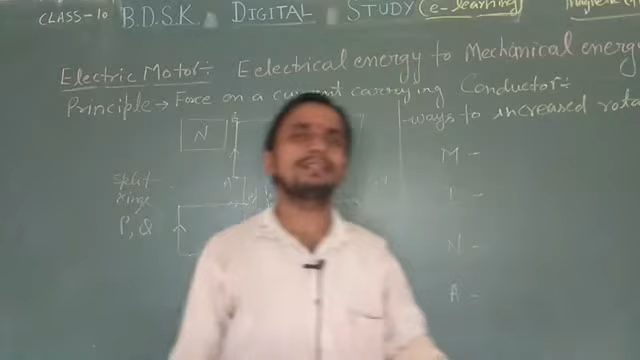 CLASS-10 B.D.S.K. DIGITAL STUDY (e-learning)
Electric Motor:- Eelectrical energy to Mechanical energy
Principle → Force on a current carrying Conductor:-
-ways to increased rota
N
M -
I -
N -
A -
Split
rings
P, Q